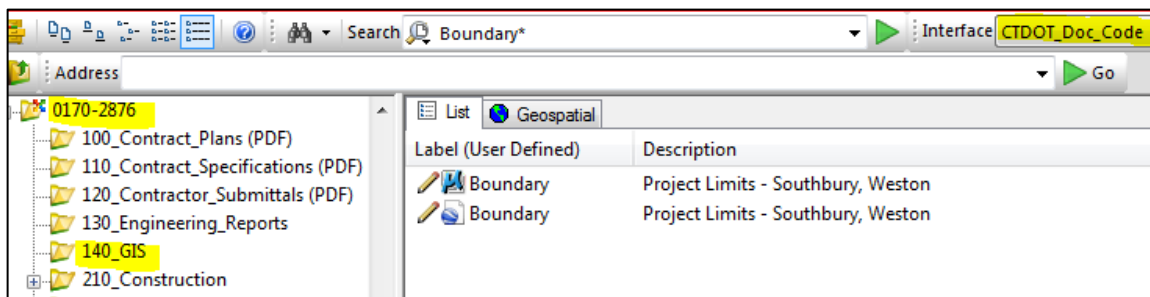 Search Boundary* Interface CTDOT_Doc_Code
Address Go
0170-2876
100_Contract_Plans (PDF)
110_Contract_Specifications (PDF)
120_Contractor_Submittals (PDF)
130_Engineering_Reports
140_GIS
210_Construction
List Geospatial
Label (User Defined) Description
Boundary Project Limits - Southbury, Weston
Boundary Project Limits - Southbury, Weston